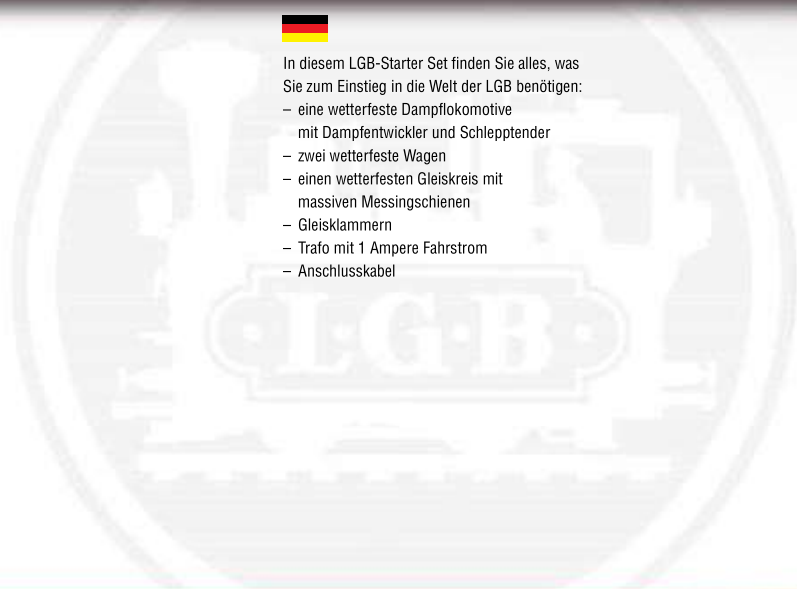 In diesem LGB-Starter Set finden Sie alles, was
Sie zum Einstieg in die Welt der LGB benötigen:
– eine wetterfeste Dampflokomotive
mit Dampfentwickler und Schlepptender
– zwei wetterfeste Wagen
– einen wetterfesten Gleiskreis mit
massiven Messingschienen
– Gleisklammern
– Trafo mit 1 Ampere Fahrstrom
– Anschlusskabel
L·G·B